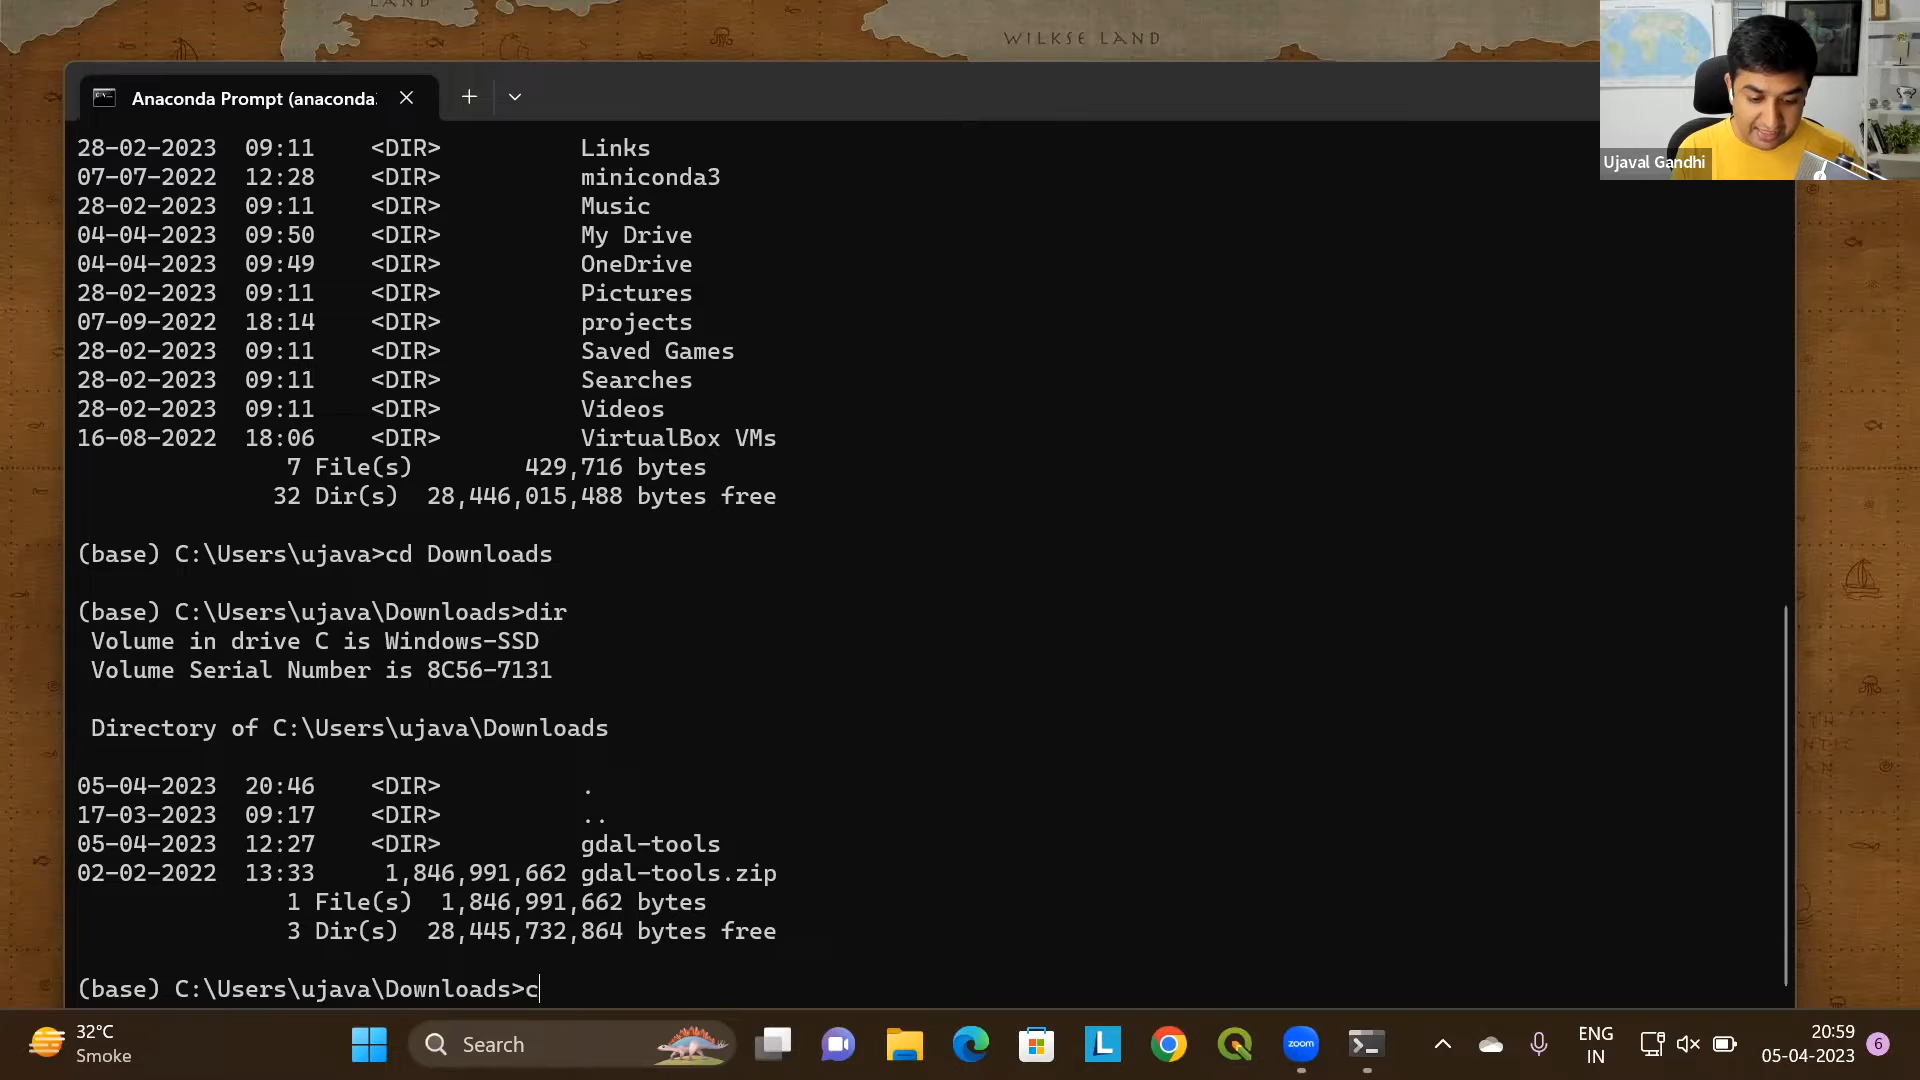 LAND
WILKSE LAND
Anaconda Prompt (anaconda
Ujaval Gandhi
28-02-2023  09:11    <DIR>          Links
07-07-2022  12:28    <DIR>          miniconda3
28-02-2023  09:11    <DIR>          Music
04-04-2023  09:50    <DIR>          My Drive
04-04-2023  09:49    <DIR>          OneDrive
28-02-2023  09:11    <DIR>          Pictures
07-09-2022  18:14    <DIR>          projects
28-02-2023  09:11    <DIR>          Saved Games
28-02-2023  09:11    <DIR>          Searches
28-02-2023  09:11    <DIR>          Videos
16-08-2022  18:06    <DIR>          VirtualBox VMs
7 File(s)        429,716 bytes
32 Dir(s)  28,446,015,488 bytes free
(base) C:\Users\ujava>cd Downloads
(base) C:\Users\ujava\Downloads>dir
Volume in drive C is Windows-SSD
Volume Serial Number is 8C56-7131
Directory of C:\Users\ujava\Downloads
05-04-2023  20:46    <DIR>          .
17-03-2023  09:17    <DIR>          ..
05-04-2023  12:27    <DIR>          gdal-tools
02-02-2022  13:33     1,846,991,662 gdal-tools.zip
1 File(s)  1,846,991,662 bytes
3 Dir(s)  28,445,732,864 bytes free
(base) C:\Users\ujava\Downloads>c
32°C
Smoke
Search
L
zoom
ENG
IN
20:59
05-04-2023
6